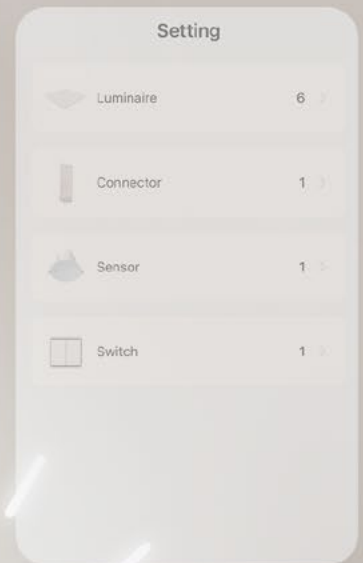 Setting
Luminaire 6
Connector 1
Sensor 1
Switch 1